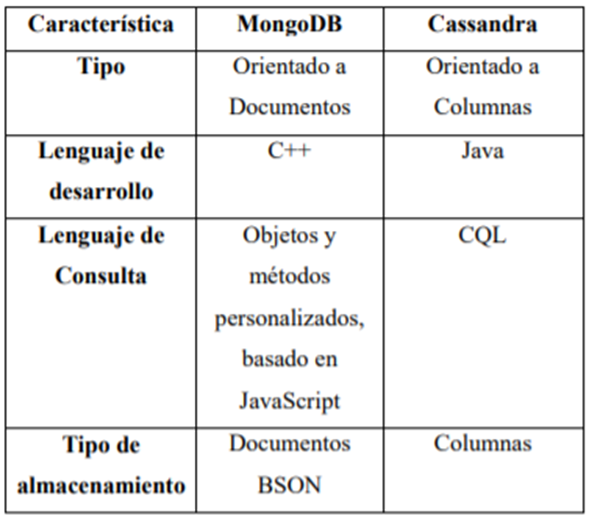 Característica MongoDB Cassandra
Tipo Orientado a Orientado a
Documentos Columnas
Lenguaje de C++ Java
desarrollo
Lenguaje de Objetos y CQL
Consulta métodos
personalizados,
basado en
JavaScript
Tipo de Documentos Columnas
almacenamiento BSON